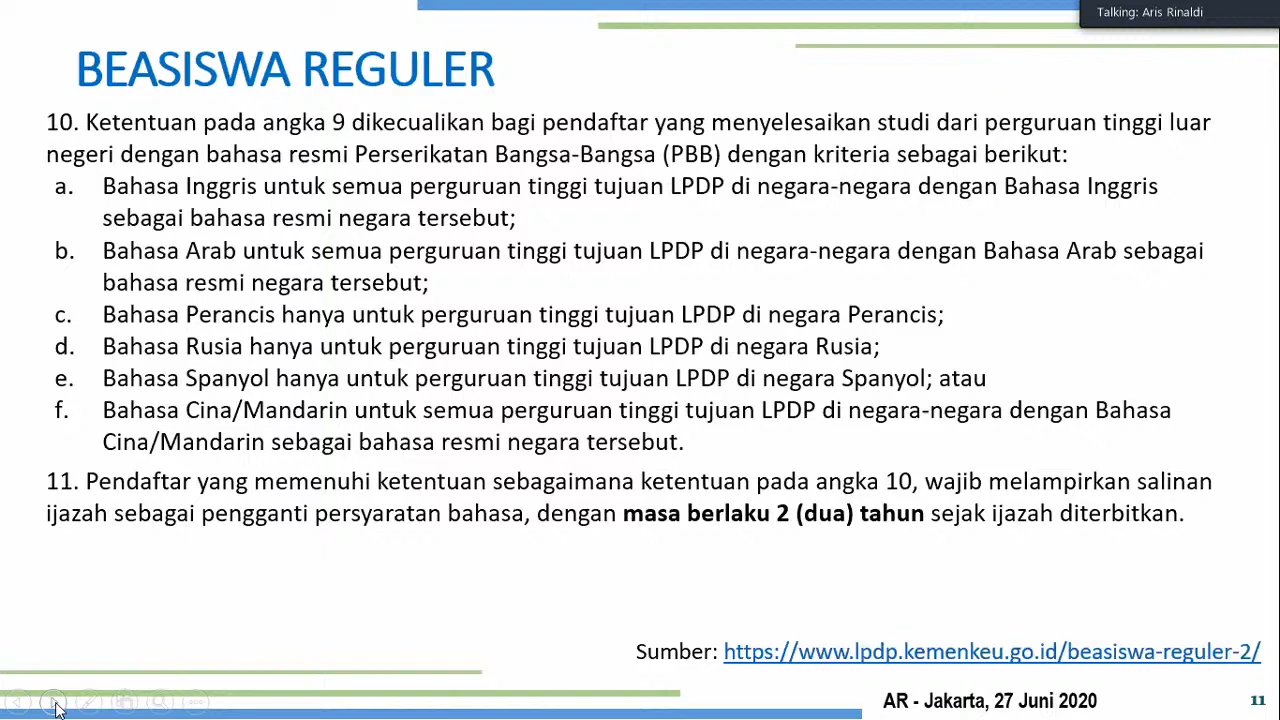 Talking: Aris Rinaldi
BEASISWA REGULER
10. Ketentuan pada angka 9 dikecualikan bagi pendaftar yang menyelesaikan studi dari perguruan tinggi luar
negeri dengan bahasa resmi Perserikatan Bangsa-Bangsa (PBB) dengan kriteria sebagai berikut:
a. Bahasa Inggris untuk semua perguruan tinggi tujuan LPDP di negara-negara dengan Bahasa Inggris
sebagai bahasa resmi negara tersebut;
b. Bahasa Arab untuk semua perguruan tinggi tujuan LPDP di negara-negara dengan Bahasa Arab sebagai
bahasa resmi negara tersebut;
c. Bahasa Perancis hanya untuk perguruan tinggi tujuan LPDP di negara Perancis;
d. Bahasa Rusia hanya untuk perguruan tinggi tujuan LPDP di negara Rusia;
e. Bahasa Spanyol hanya untuk perguruan tinggi tujuan LPDP di negara Spanyol; atau
f. Bahasa Cina/Mandarin untuk semua perguruan tinggi tujuan LPDP di negara-negara dengan Bahasa
Cina/Mandarin sebagai bahasa resmi negara tersebut.
11. Pendaftar yang memenuhi ketentuan sebagaimana ketentuan pada angka 10, wajib melampirkan salinan
ijazah sebagai pengganti persyaratan bahasa, dengan masa berlaku 2 (dua) tahun sejak ijazah diterbitkan.
Sumber: https://www.lpdp.kemenkeu.go.id/beasiswa-reguler-2/
AR - Jakarta, 27 Juni 2020
11